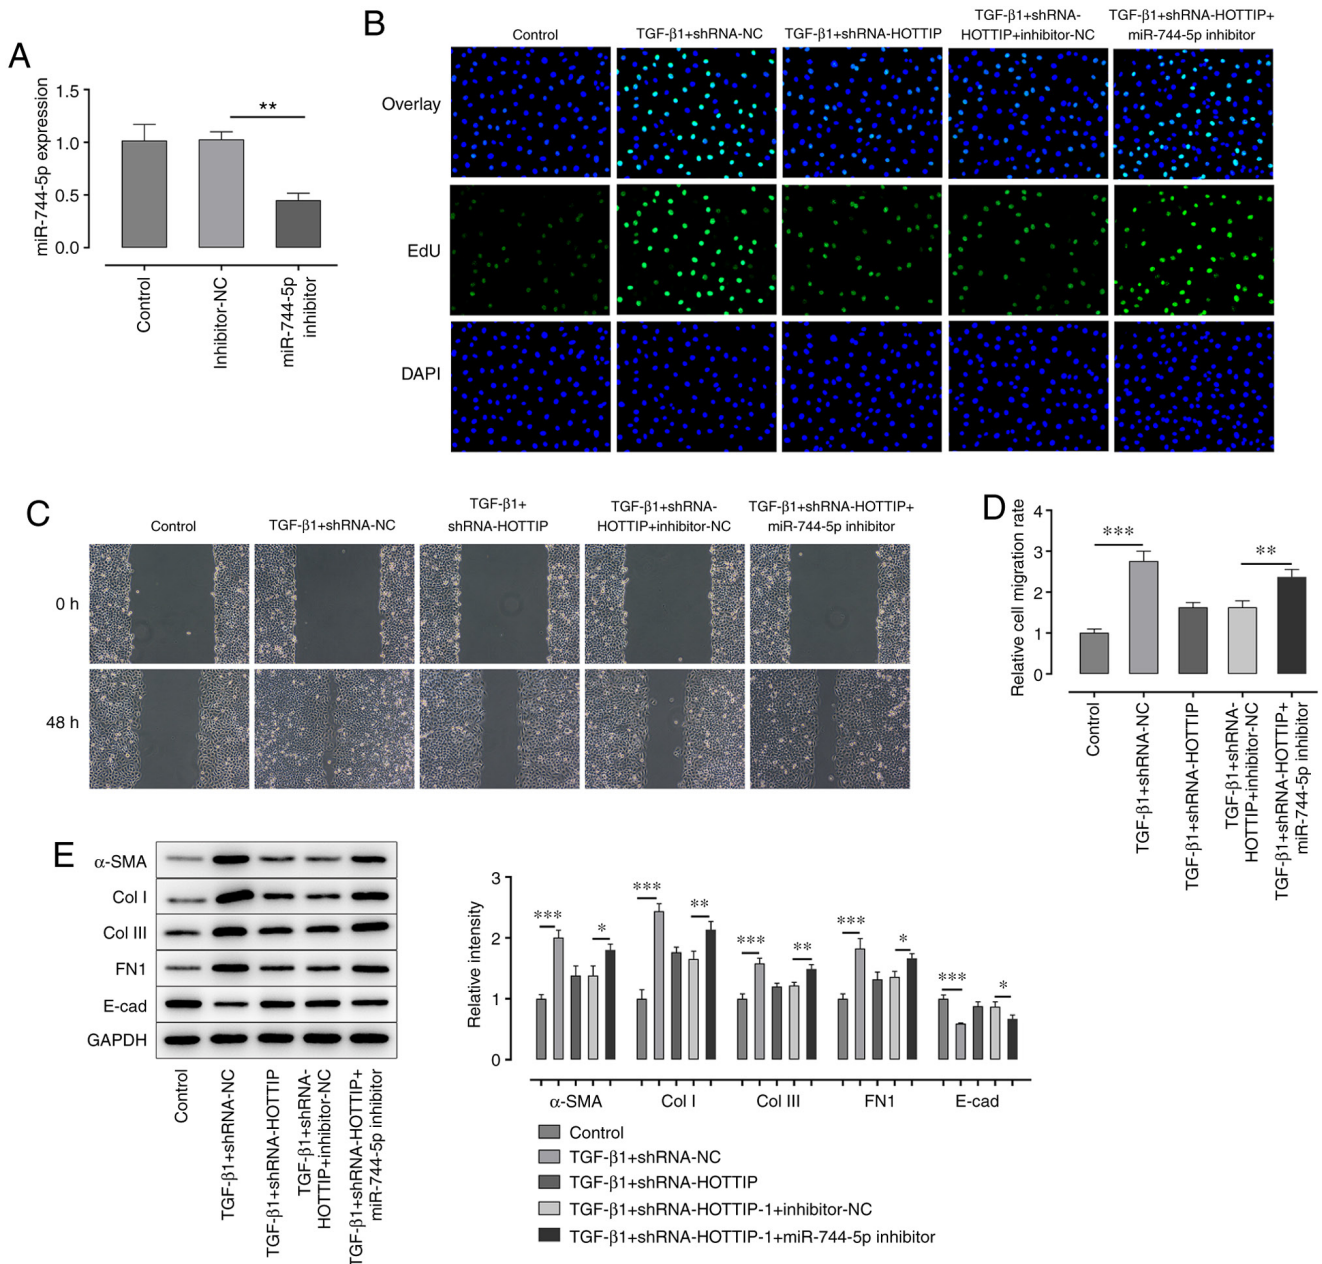 A
miR-744-5p expression
1.5
1.0
0.5
0.0
**
Control
Inhibitor-NC
miR-744-5p
inhibitor
B
Control
TGF-β1+shRNA-NC
TGF-β1+shRNA-HOTTIP
TGF-β1+shRNA-
HOTTIP+inhibitor-NC
TGF-β1+shRNA-HOTTIP+
miR-744-5p inhibitor
Overlay
EdU
DAPI
C
Control
TGF-β1+shRNA-NC
TGF-β1+
shRNA-HOTTIP
TGF-β1+shRNA-
HOTTIP+inhibitor-NC
TGF-β1+shRNA-HOTTIP+
miR-744-5p inhibitor
0 h
48 h
D
Relative cell migration rate
4
3
2
1
0
***
**
Control
TGF-β1+shRNA-NC
TGF-β1+shRNA-HOTTIP
TGF-β1+shRNA-
HOTTIP+inhibitor-NC
TGF-β1+shRNA-HOTTIP+
miR-744-5p inhibitor
E
α-SMA
Col I
Col III
FN1
E-cad
GAPDH
Control
TGF-β1+shRNA-NC
TGF-β1+shRNA-HOTTIP
TGF-β1+shRNA-
HOTTIP+inhibitor-NC
TGF-β1+shRNA-HOTTIP+
miR-744-5p inhibitor
Relative intensity
3
2
1
0
*** * *** ** *** ** *** * *** *
α-SMA Col I Col III FN1 E-cad
Control
TGF-β1+shRNA-NC
TGF-β1+shRNA-HOTTIP
TGF-β1+shRNA-HOTTIP-1+inhibitor-NC
TGF-β1+shRNA-HOTTIP-1+miR-744-5p inhibitor